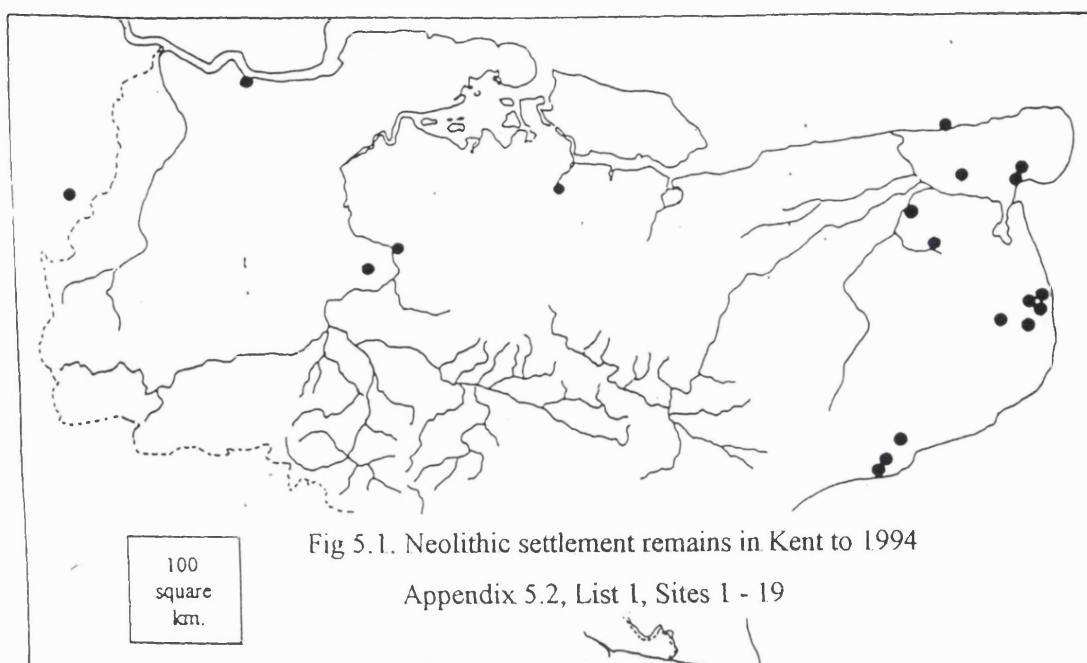 Fig 5.1. Neolithic settlement remains in Kent to 1994
Appendix 5.2, List 1, Sites 1 - 19
100
square
km.